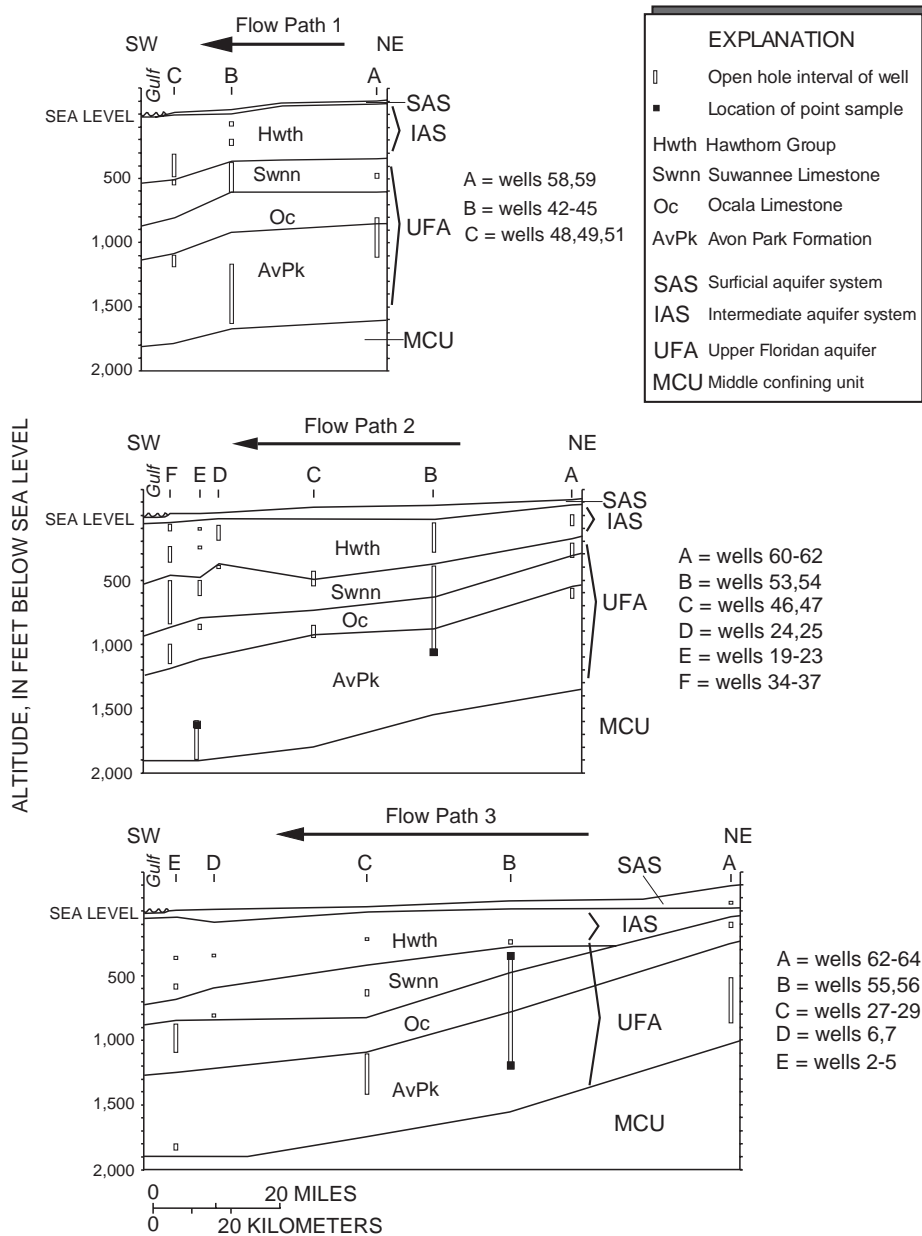 Flow Path 1
SW NE
Gulf C B A
SEA LEVEL
SAS
IAS
Hwth
500
Swnn
Oc
UFA
1,000
AvPk
1,500
MCU
2,000
A = wells 58,59
B = wells 42-45
C = wells 48,49,51
EXPLANATION
Open hole interval of well
Location of point sample
Hwth Hawthorn Group
Swnn Suwannee Limestone
Oc Ocala Limestone
AvPk Avon Park Formation
SAS Surficial aquifer system
IAS Intermediate aquifer system
UFA Upper Floridan aquifer
MCU Middle confining unit
ALTITUDE, IN FEET BELOW SEA LEVEL
Flow Path 2
SW NE
Gulf F E D C B A
SEA LEVEL
SAS
IAS
Hwth
500
Swnn
UFA
Oc
1,000
AvPk
1,500
MCU
2,000
A = wells 60-62
B = wells 53,54
C = wells 46,47
D = wells 24,25
E = wells 19-23
F = wells 34-37
Flow Path 3
SW NE
Gulf E D C B A
SAS
SEA LEVEL
IAS
Hwth
500
Swnn
Oc
UFA
1,000
AvPk
1,500
MCU
2,000
A = wells 62-64
B = wells 55,56
C = wells 27-29
D = wells 6,7
E = wells 2-5
0 20 MILES
0 20 KILOMETERS